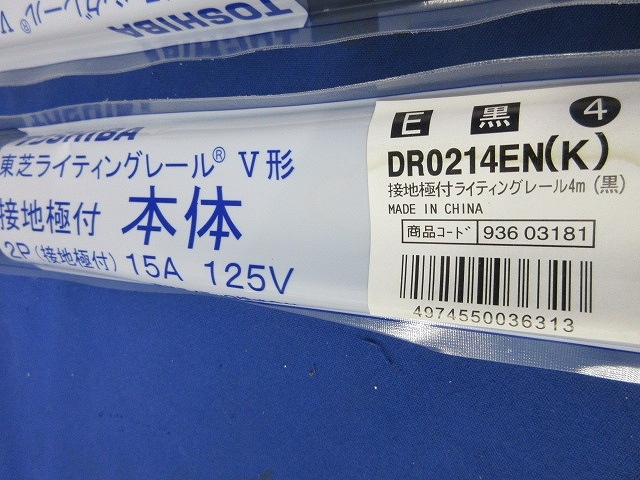 TOSHIBA
TOSHIBA
東芝ライティングレール® V形
接地極付 本体
2P (接地極付) 15A 125V
E 黒 4
DR0214EN(K)
接地極付ライティングレール4m (黒)
MADE IN CHINA
商品コード 936 03181
4974550036313